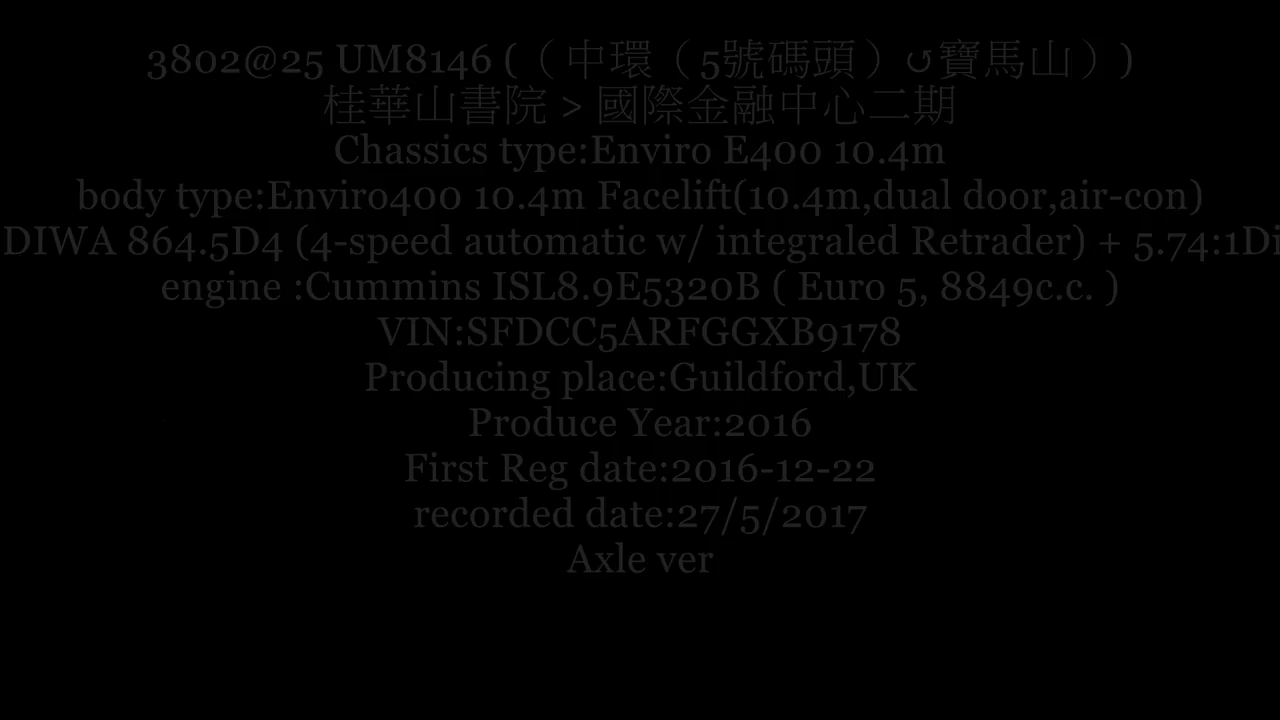 3802@25 UM8146 (（中環（5號碼頭）↺寶馬山）)
桂華山書院 > 國際金融中心二期
Chassics type:Enviro E400 10.4m
body type:Enviro400 10.4m Facelift(10.4m,dual door,air-con)
DIWA 864.5D4 (4-speed automatic w/ integraled Retrader) + 5.74:1Di
engine :Cummins ISL8.9E5320B ( Euro 5, 8849c.c. )
VIN:SFDCC5ARFGGXB9178
Producing place:Guildford,UK
Produce Year:2016
First Reg date:2016-12-22
recorded date:27/5/2017
Axle ver